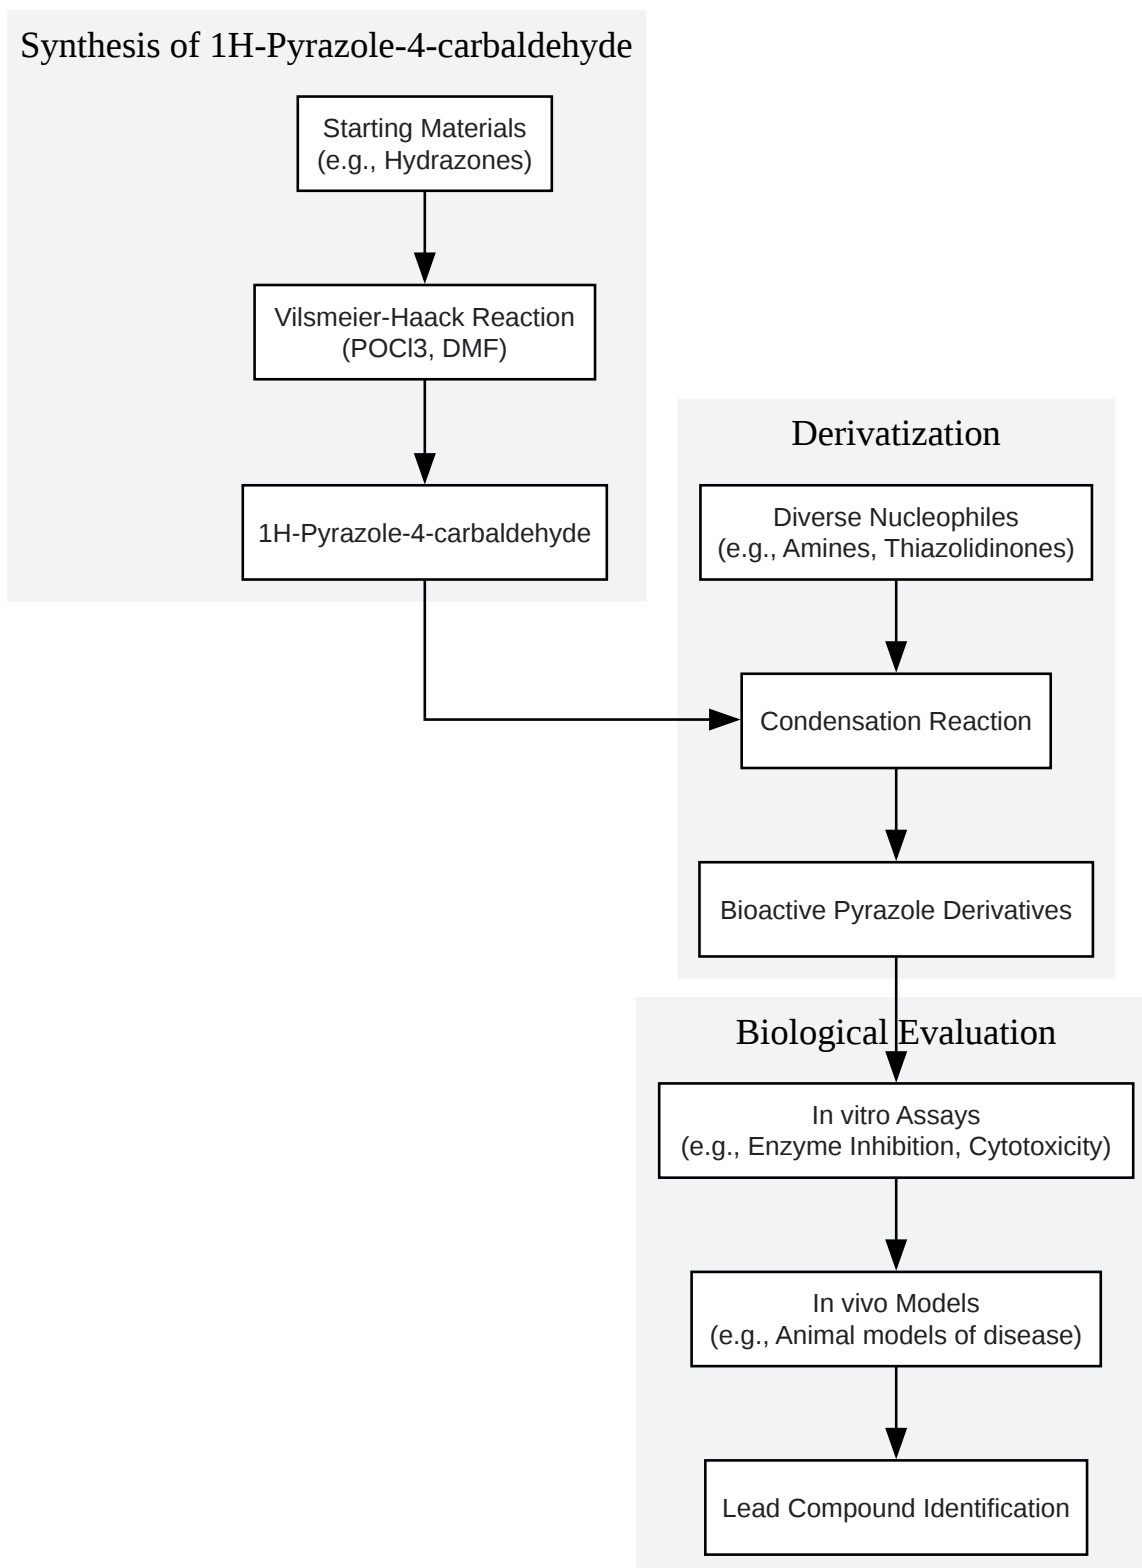 Synthesis of 1H-Pyrazole-4-carbaldehyde
Starting Materials
(e.g., Hydrazones)
Vilsmeier-Haack Reaction
(POCl3, DMF)
1H-Pyrazole-4-carbaldehyde
Derivatization
Diverse Nucleophiles
(e.g., Amines, Thiazolidinones)
Condensation Reaction
Bioactive Pyrazole Derivatives
Biological Evaluation
In vitro Assays
(e.g., Enzyme Inhibition, Cytotoxicity)
In vivo Models
(e.g., Animal models of disease)
Lead Compound Identification